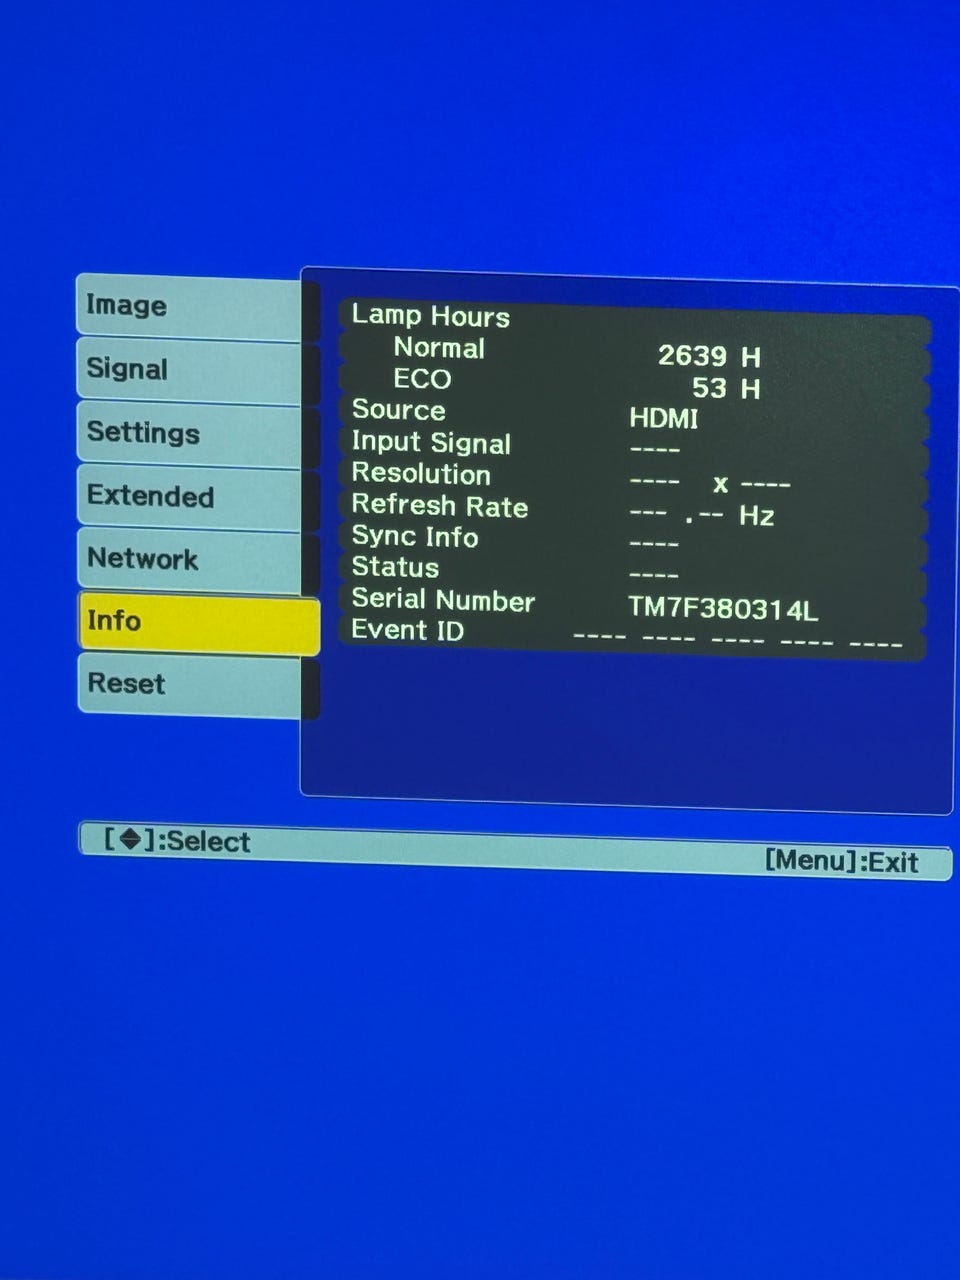 Image
Signal
Settings
Extended
Network
Info
Reset
Lamp Hours
Normal 2639 H
ECO 53 H
Source HDMI
Input Signal ----
Resolution ---- x ----
Refresh Rate --- .-- Hz
Sync Info ----
Status ----
Serial Number TM7F380314L
Event ID ---- ---- ---- ---- ----
[◆]:Select [Menu]:Exit